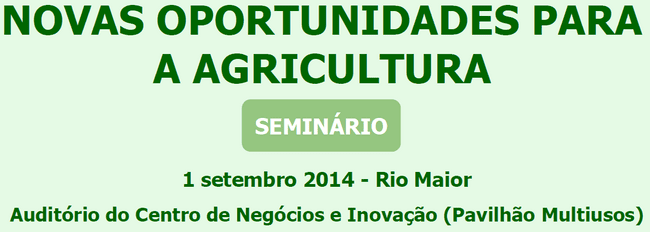 NOVAS OPORTUNIDADES PARA
A AGRICULTURA
SEMINÁRIO
1 setembro 2014 - Rio Maior
Auditório do Centro de Negócios e Inovação (Pavilhão Multiusos)